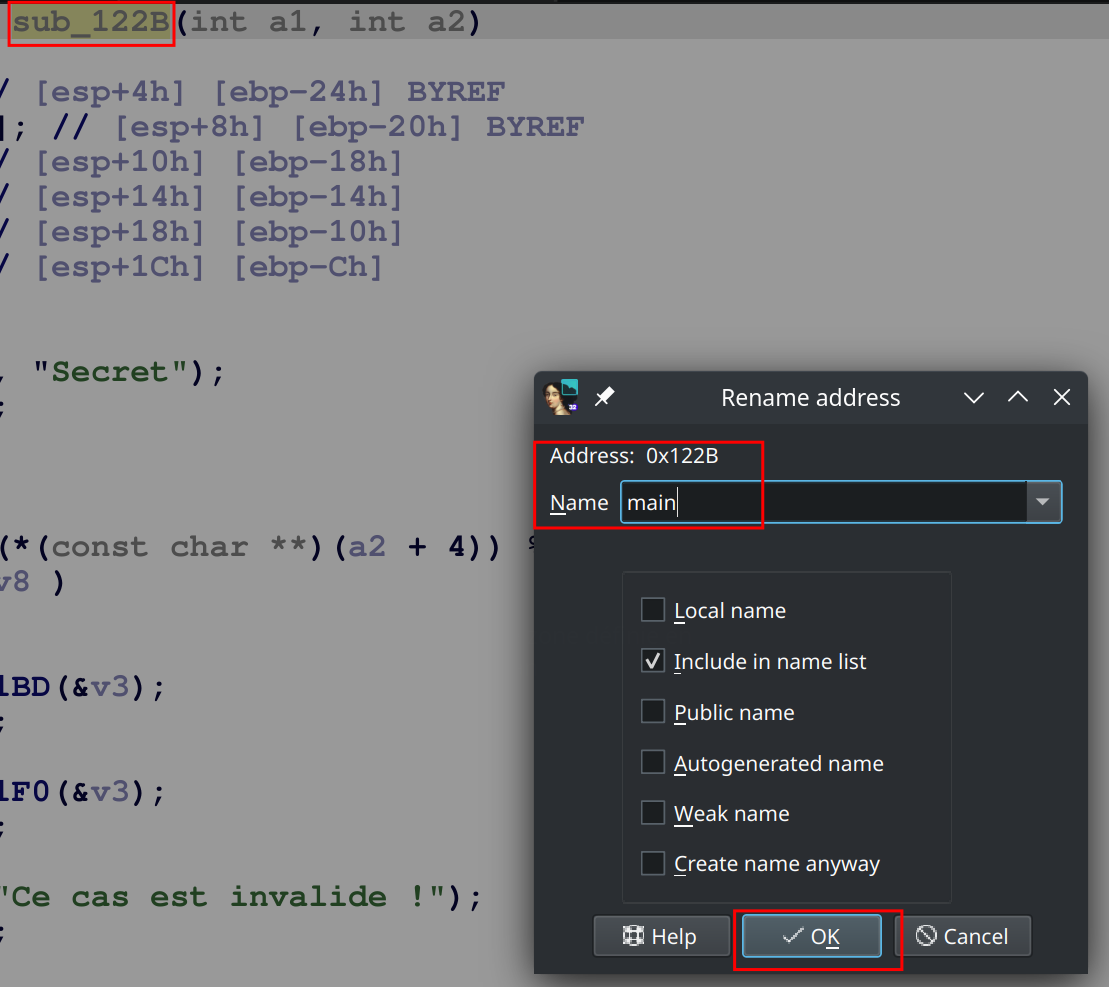 sub_122B(int a1, int a2)
/ [esp+4h] [ebp-24h] BYREF
]; // [esp+8h] [ebp-20h] BYREF
/ [esp+10h] [ebp-18h]
/ [esp+14h] [ebp-14h]
/ [esp+18h] [ebp-10h]
/ [esp+1Ch] [ebp-Ch]
, "Secret");
;
(*(const char **)(a2 + 4))
v8 )
1BD(&v3);
;
1F0(&v3);
;
"Ce cas est invalide !");
;
32
Rename address
Address: 0x122B
Name main
Local name
Include in name list
Public name
Autogenerated name
Weak name
Create name anyway
Help OK Cancel